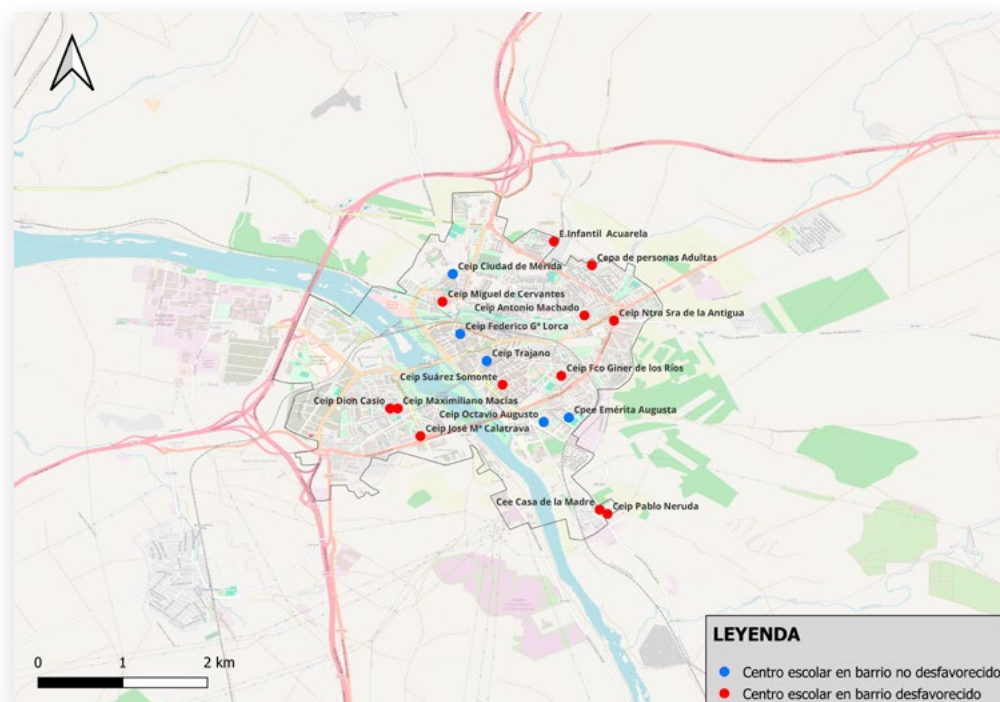 E.Infantil Acuarela
Cepa de personas Adultas
Ceip Ciudad de Mérida
Ceip Miguel de Cervantes
Ceip Antonio Machado
Ceip Ntra Sra de la Antigua
Ceip Federico Gª Lorca
Ceip Trajano
Ceip Fco Giner de los Ríos
Ceip Suárez Somonte
Ceip Dion Casio
Ceip Maximiliano Macías
Ceip Octavio Augusto
Cpee Emérita Augusta
Ceip José Mª Calatrava
Cee Casa de la Madre
Ceip Pablo Neruda
0 1 2 km
LEYENDA
Centro escolar en barrio no desfavorecido
Centro escolar en barrio desfavorecido